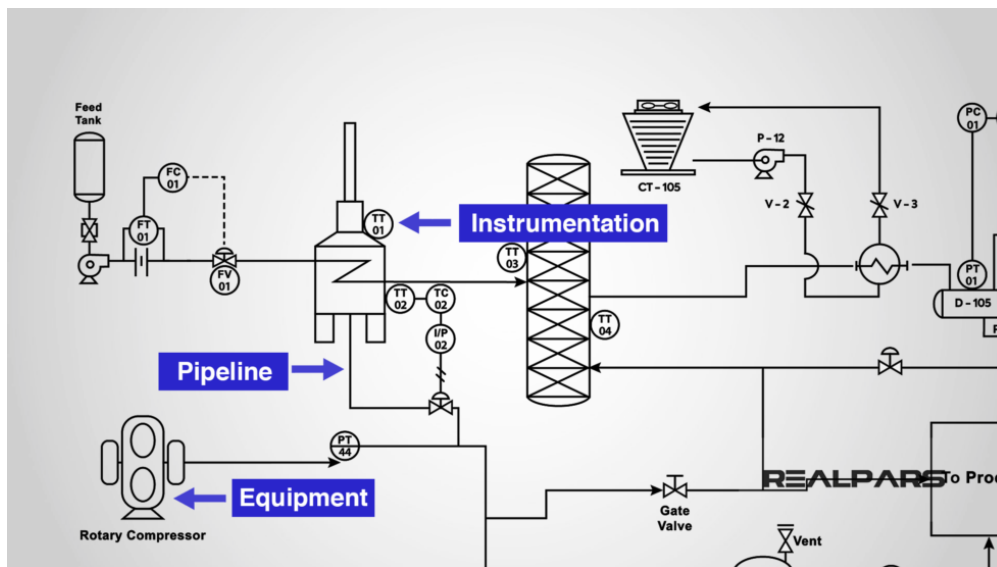 Feed
Tank
FC
01
FT
01
FV
01
TT
01
Instrumentation
TT
02
TC
02
I/P
02
Pipeline
TT
03
TT
04
CT-105
P-12
V-2
V-3
PC
01
PT
01
D-105
PT
44
Equipment
Rotary Compressor
Gate
Valve
REALPARS
To Proc
Vent